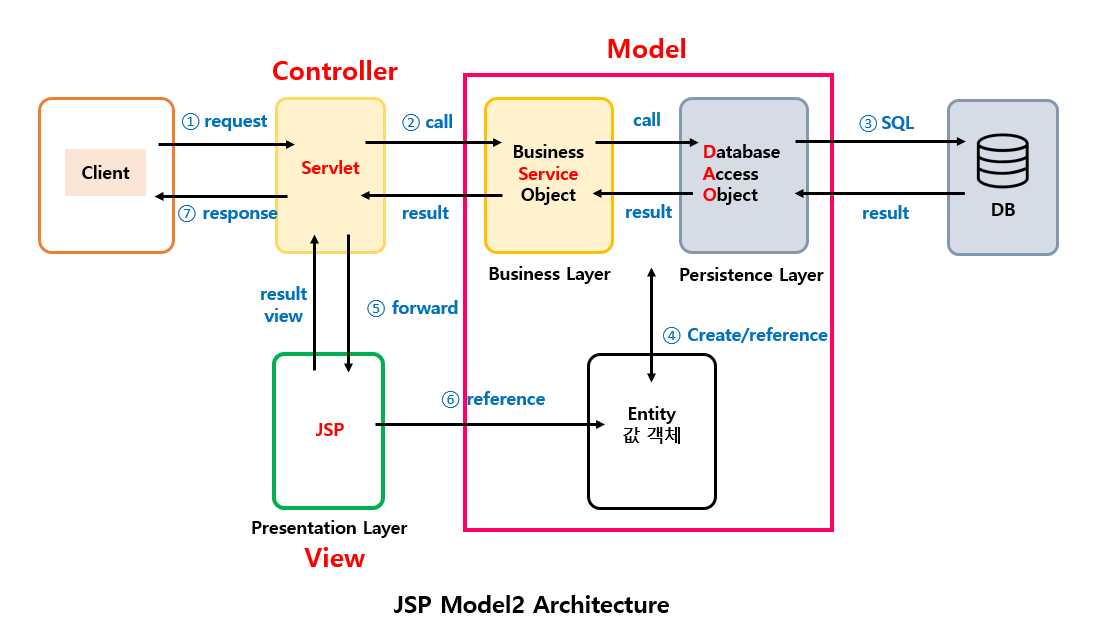 Model
Controller
① request
② call
call
③ SQL
Client
Servlet
Business
Service
Object
Database
Access
Object
DB
⑦ response
result
result
result
Business Layer
Persistence Layer
result
view
⑤ forward
④ Create/reference
⑥ reference
JSP
Entity
값 객체
Presentation Layer
View
JSP Model2 Architecture